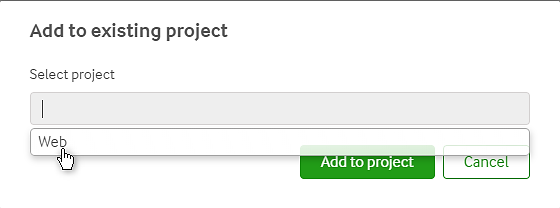 Add to existing project
Select project
Web
Add to project
Cancel